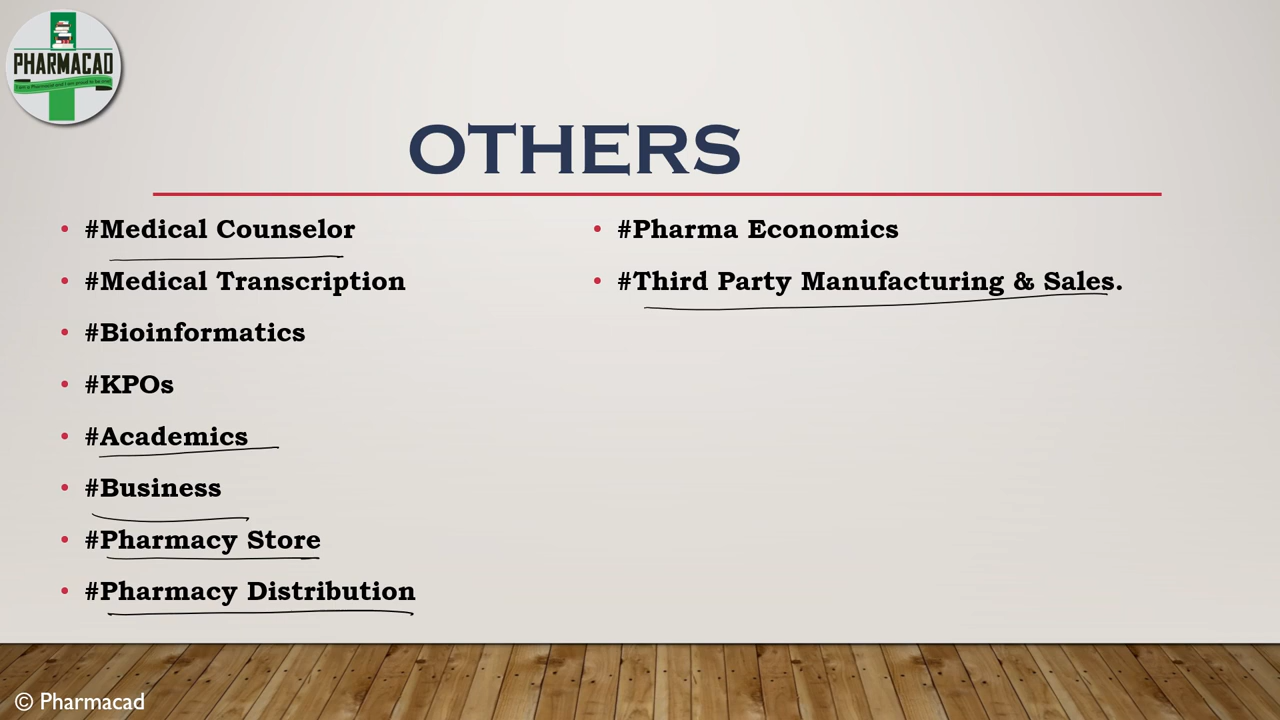 PHARMACAD
OTHERS
• #Medical Counselor
• #Medical Transcription
• #Bioinformatics
• #KPOs
• #Academics
• #Business
• #Pharmacy Store
• #Pharmacy Distribution
• #Pharma Economics
• #Third Party Manufacturing & Sales.
© Pharmacad